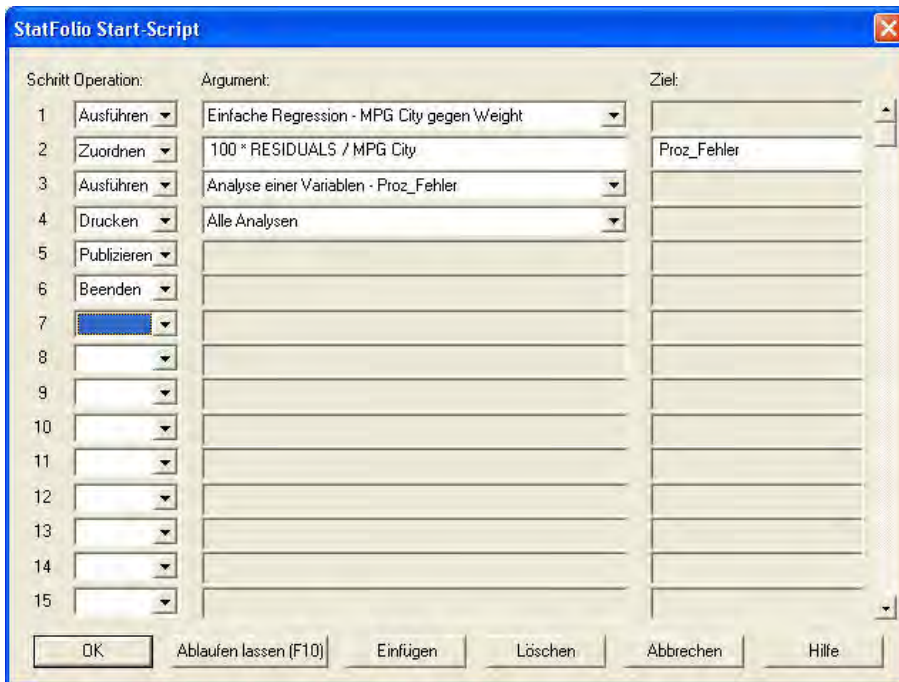 StatFolio Start-Script
Schritt Operation: Argument: Ziel:
1 Ausführen Einfache Regression - MPG City gegen Weight
2 Zuordnen 100 * RESIDUALS / MPG City Proz_Fehler
3 Ausführen Analyse einer Variablen - Proz_Fehler
4 Drucken Alle Analysen
5 Publizieren
6 Beenden
7
8
9
10
11
12
13
14
15
OK Ablaufen lassen (F10) Einfügen Löschen Abbrechen Hilfe